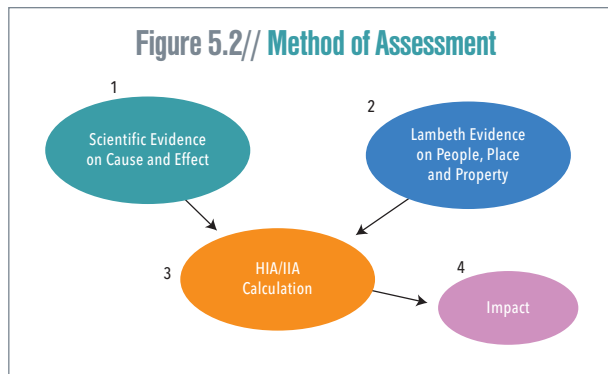 Figure 5.2// Method of Assessment
1
Scientific Evidence
on Cause and Effect
2
Lambeth Evidence
on People, Place
and Property
3
HIA/IIA
Calculation
4
Impact